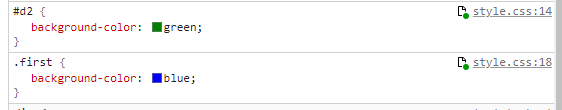 #d2 { style.css:14
background-color: green;
}
.first { style.css:18
background-color: blue;
}